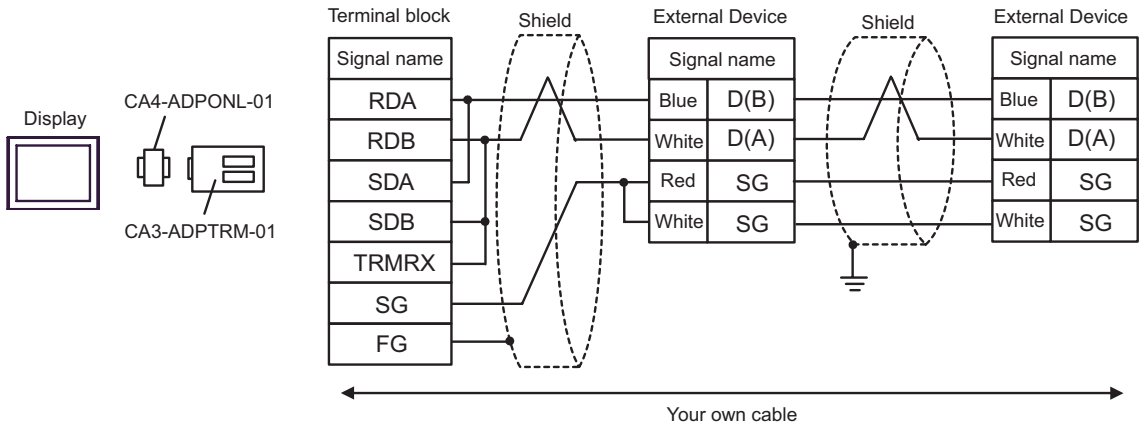 Display
CA4-ADPONL-01
CA3-ADPTRM-01
Terminal block
Signal name
RDA
RDB
SDA
SDB
TRMRX
SG
FG
Shield
External Device
Signal name
Blue D(B)
White D(A)
Red SG
White SG
Shield
External Device
Signal name
Blue D(B)
White D(A)
Red SG
White SG
Your own cable